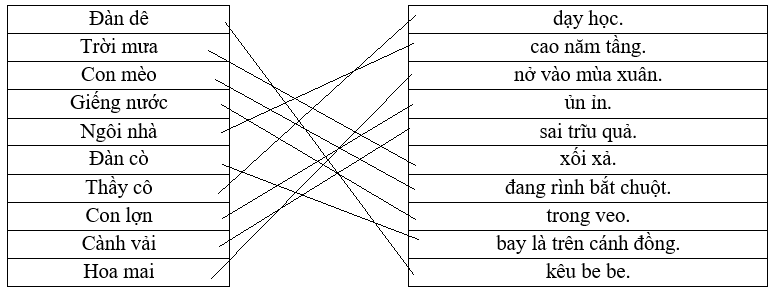 Đàn dê dạy học.
Trời mưa cao năm tầng.
Con mèo nở vào mùa xuân.
Giếng nước ủn ỉn.
Ngôi nhà sai trĩu quả.
Đàn cò xối xả.
Thầy cô đang rình bắt chuột.
Con lợn trong veo.
Cành vải bay là trên cánh đồng.
Hoa mai kêu be be.